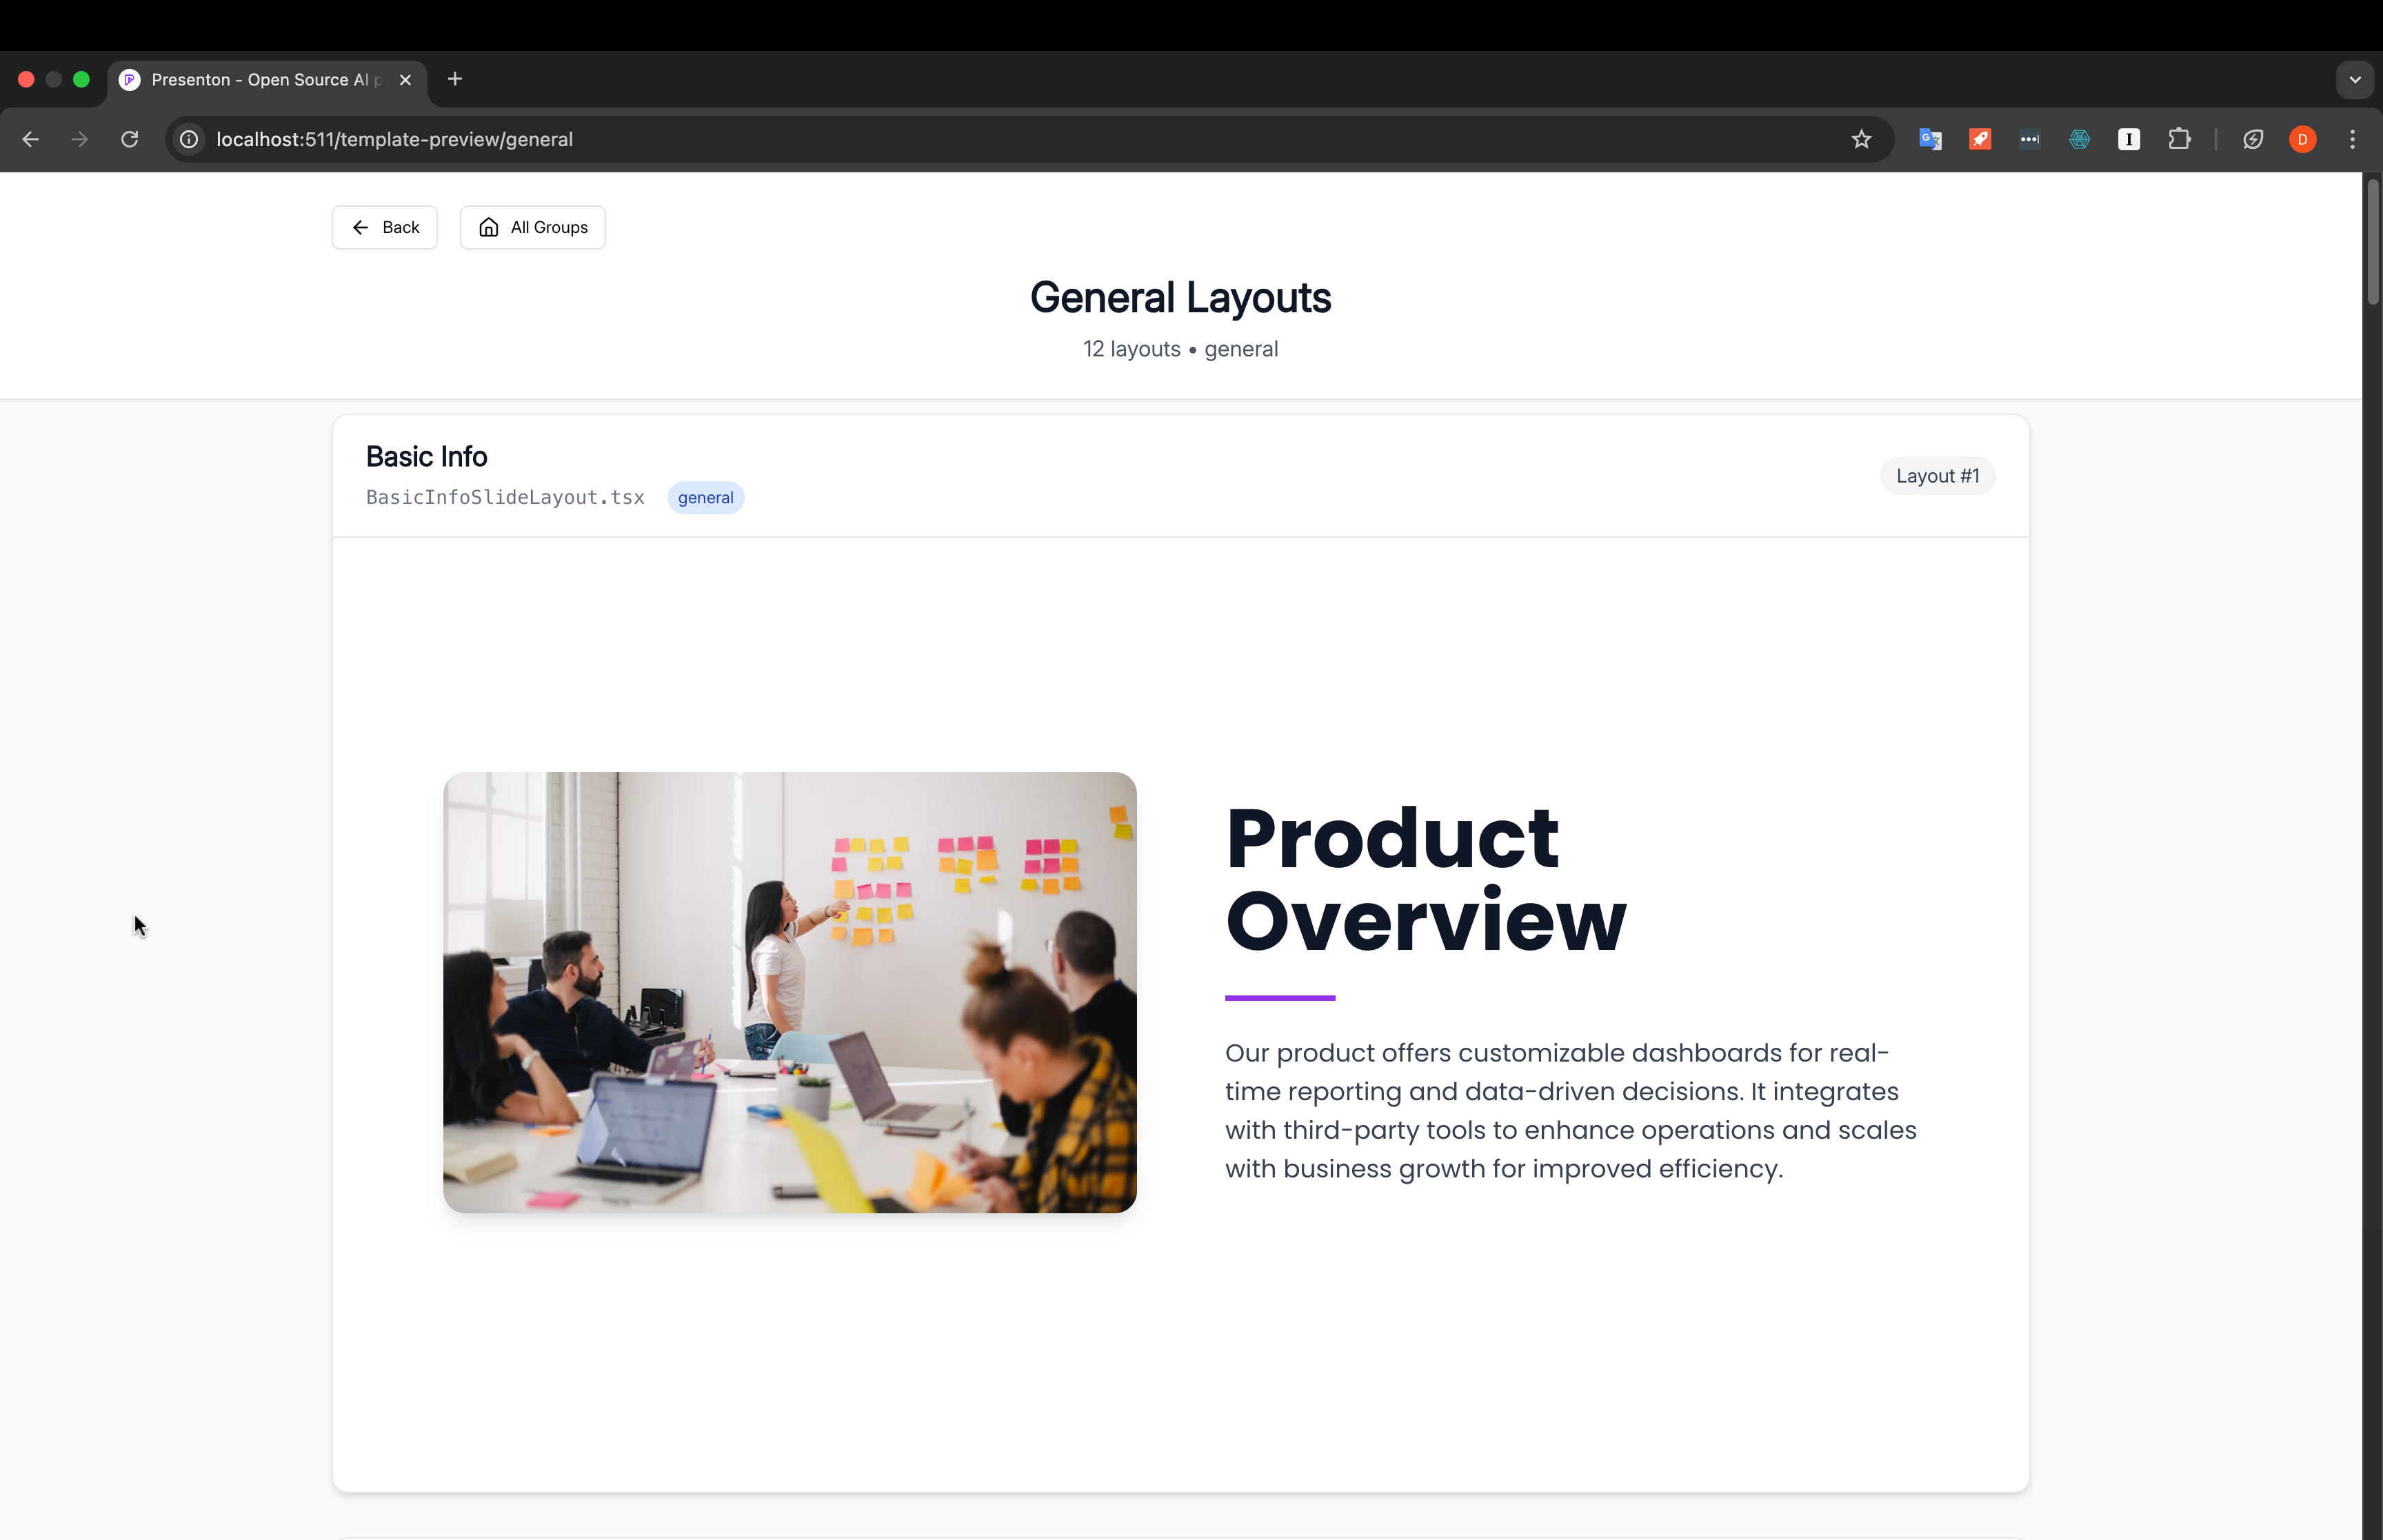 Presenton - Open Source AI p
localhost:511/template-preview/general
D
Back
All Groups
General Layouts
12 layouts • general
Basic Info
BasicInfoSlideLayout.tsx
general
Layout #1
Product
Overview
Our product offers customizable dashboards for real-
time reporting and data-driven decisions. It integrates
with third-party tools to enhance operations and scales
with business growth for improved efficiency.